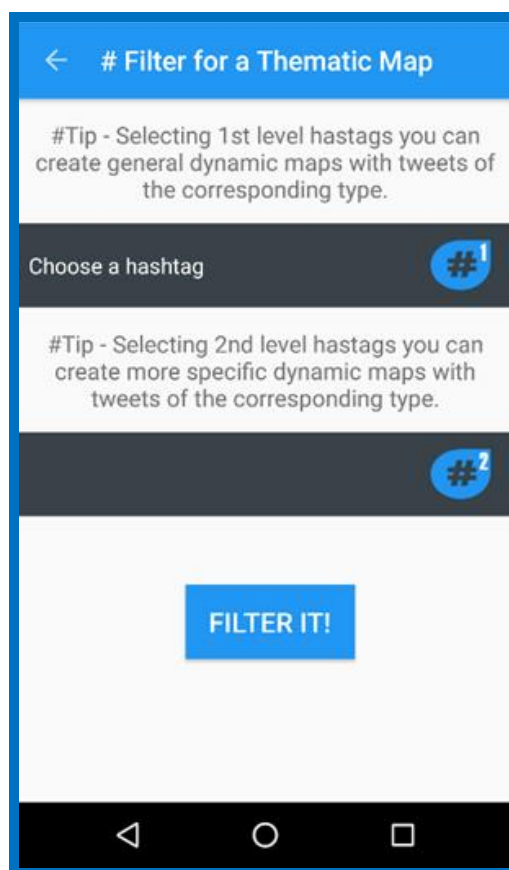 # Filter for a Thematic Map
#Tip - Selecting 1st level hastags you can
create general dynamic maps with tweets of
the corresponding type.
Choose a hashtag
#1
#Tip - Selecting 2nd level hastags you can
create more specific dynamic maps with
tweets of the corresponding type.
#2
FILTER IT!